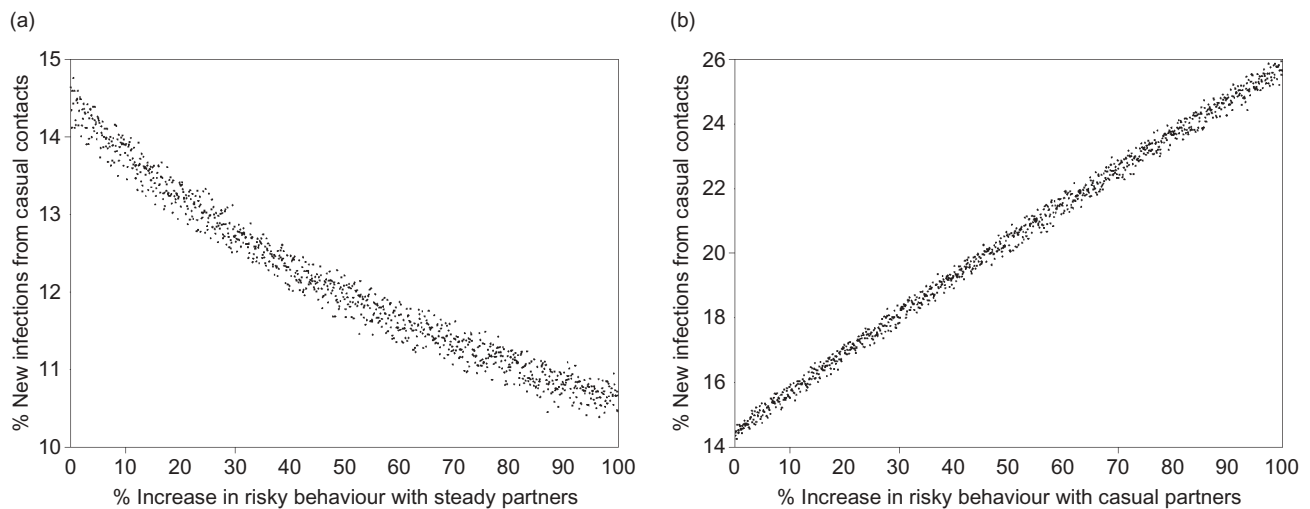 (a)
15
14
13
12
11
10
% New infections from casual contacts
0 10 20 30 40 50 60 70 80 90 100
% Increase in risky behaviour with steady partners
(b)
26
24
22
20
18
16
14
% New infections from casual contacts
0 10 20 30 40 50 60 70 80 90 100
% Increase in risky behaviour with casual partners